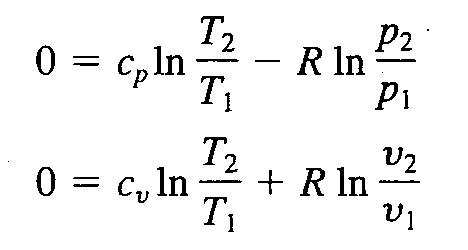 0 = c_p ln T_2/T_1 − R ln p_2/p_1
0 = c_v ln T_2/T_1 + R ln v_2/v_1